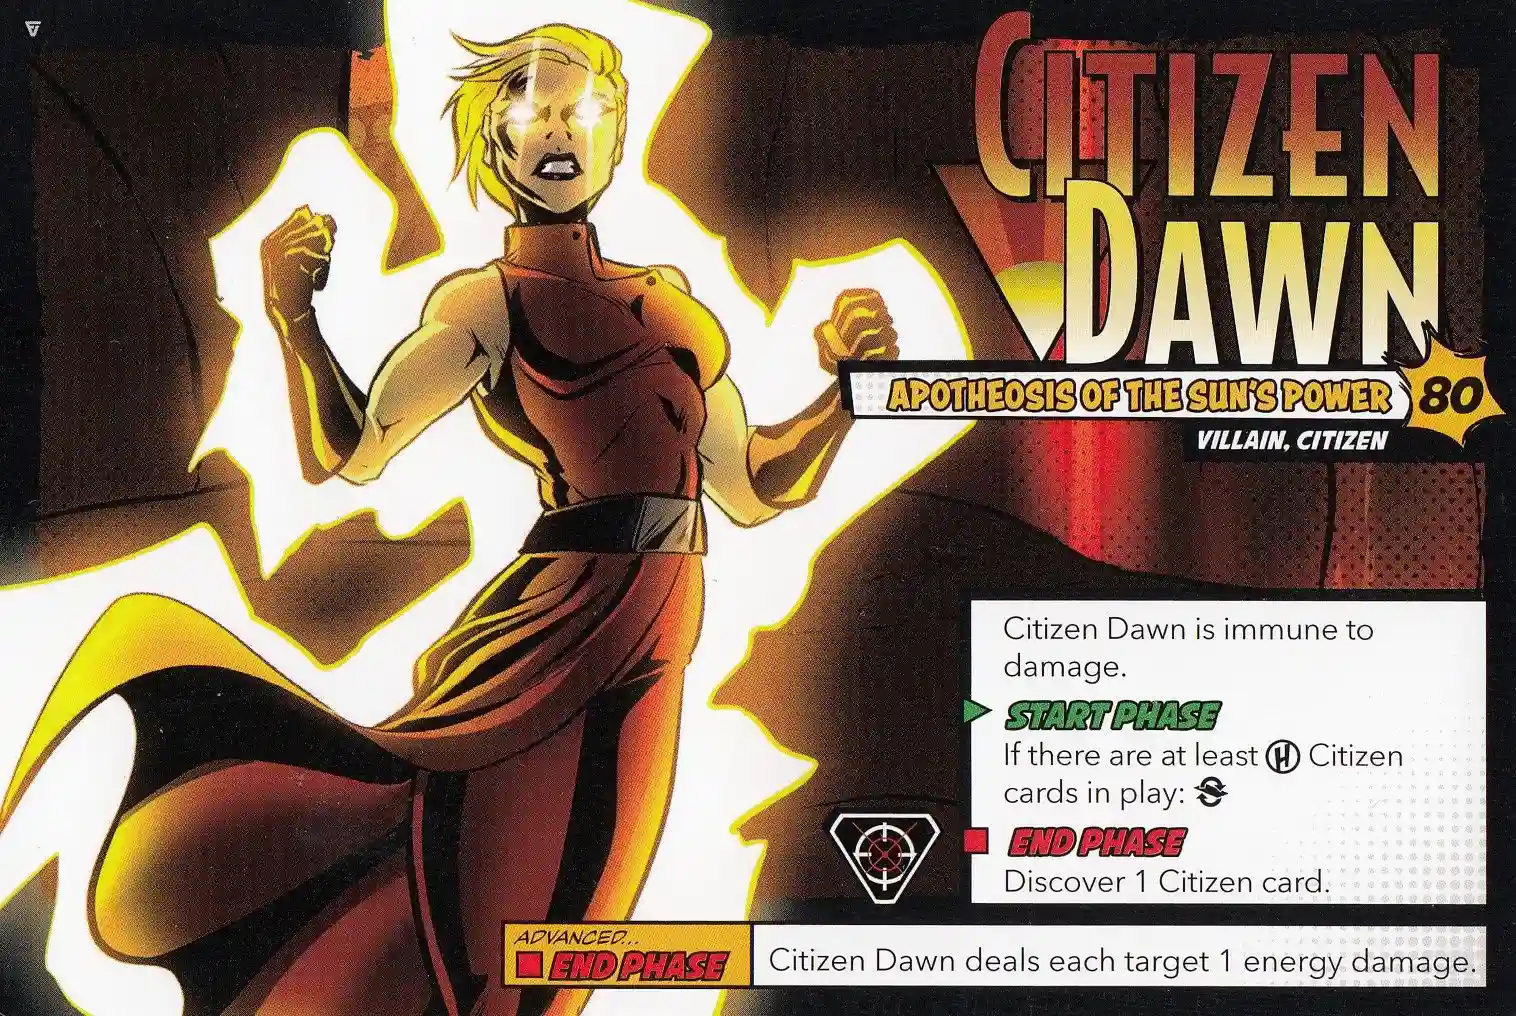 CITIZEN
DAWN
APOTHEOSIS OF THE SUN'S POWER
80
VILLAIN, CITIZEN
Citizen Dawn is immune to
damage.
START PHASE
If there are at least H Citizen
cards in play:
END PHASE
Discover 1 Citizen card.
ADVANCED...
END PHASE
Citizen Dawn deals each target 1 energy damage.